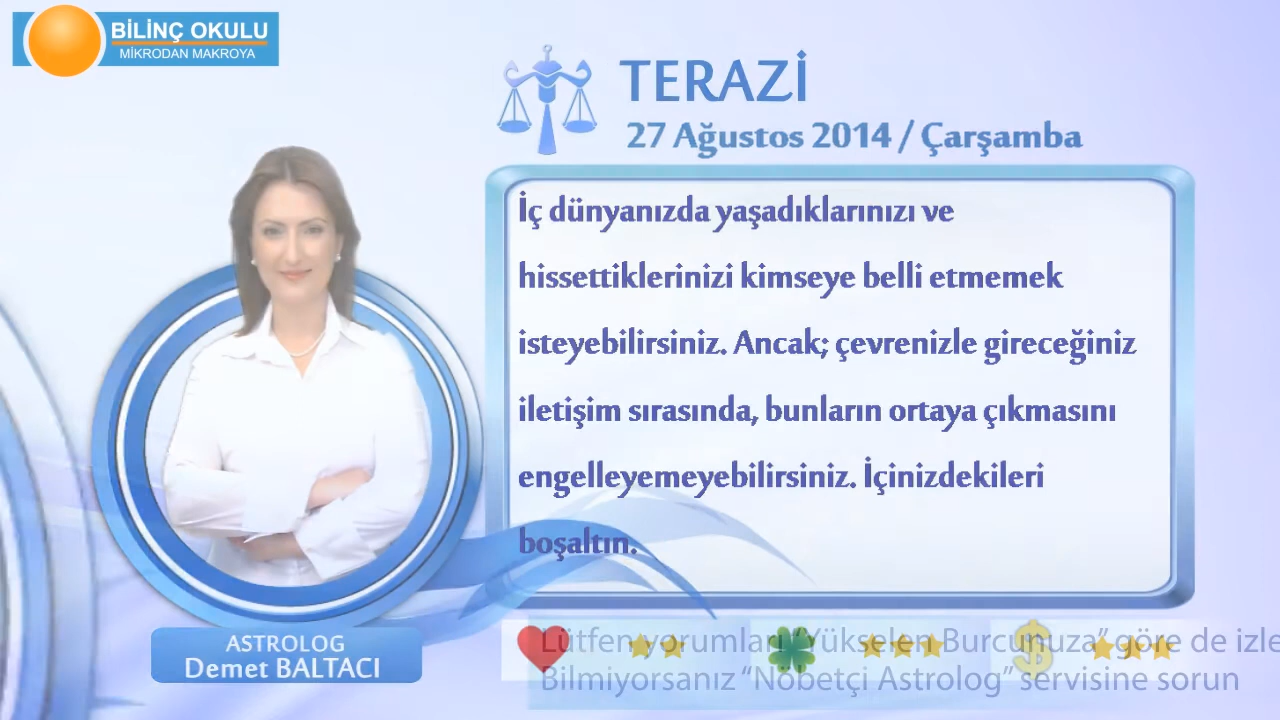 BİLİNÇ OKULU
MİKRODAN MAKROYA
TERAZİ
27 Ağustos 2014 / Çarşamba
İç dünyanızda yaşadıklarınızı ve
hissettiklerinizi kimseye belli etmemek
isteyebilirsiniz. Ancak; çevrenizle gireceğiniz
iletişim sırasında, bunların ortaya çıkmasını
engelleyemeyebilirsiniz. İçinizdekileri
boşaltın.
ASTROLOG
Demet BALTACI
Lütfen yorumları "Yükselen Burcunuza" göre de izle
Bilmiyorsanız "Nöbetçi Astrolog" servisine sorun